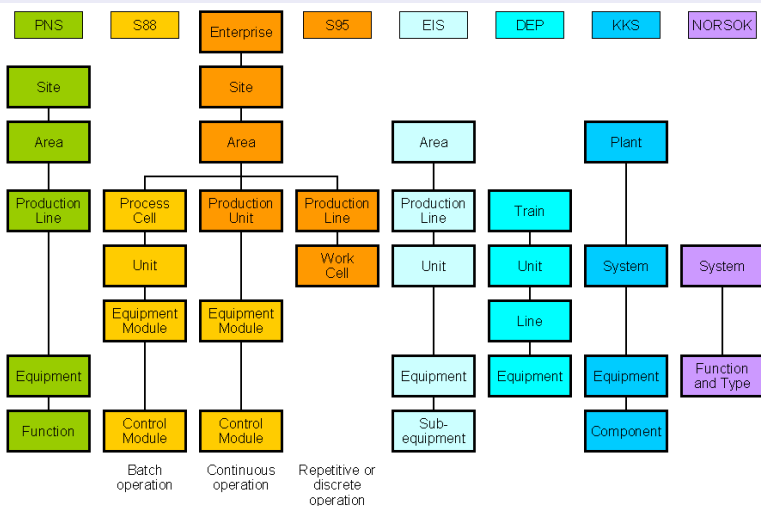 PNS
S88
Enterprise
S95
EIS
DEP
KKS
NORSOK
Site
Site
Area
Area
Area
Plant
Production
Line
Process
Cell
Production
Unit
Production
Line
Production
Line
Train
Unit
Work
Cell
Unit
Unit
System
System
Equipment
Module
Equipment
Module
Line
Equipment
Equipment
Equipment
Equipment
Function
and Type
Function
Control
Module
Control
Module
Sub-
equipment
Component
Batch
operation
Continuous
operation
Repetitive or
discrete
operation